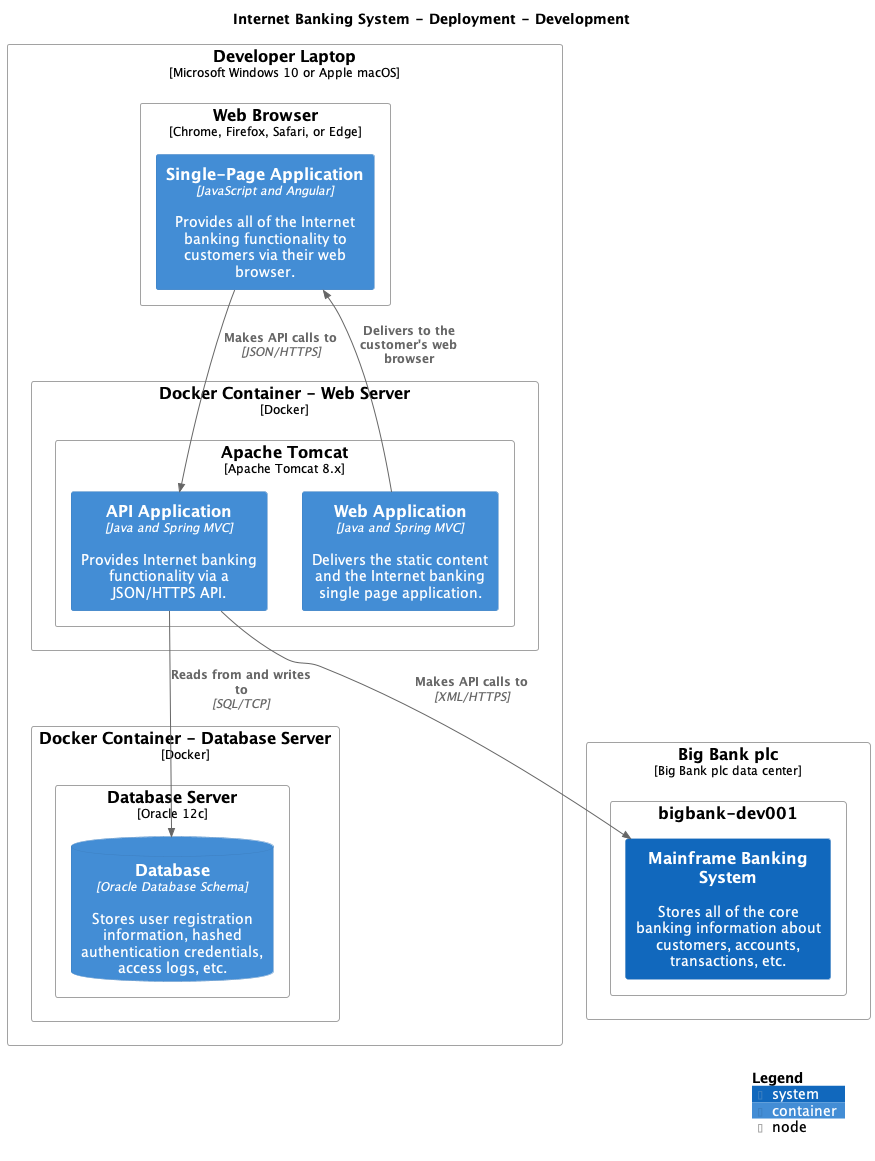 Internet Banking System - Deployment - Development
Developer Laptop
[Microsoft Windows 10 or Apple macOS]
Web Browser
[Chrome, Firefox, Safari, or Edge]
Single-Page Application
[JavaScript and Angular]
Provides all of the Internet
banking functionality to
customers via their web
browser.
Makes API calls to
[JSON/HTTPS]
Delivers to the
customer's web
browser
Docker Container - Web Server
[Docker]
Apache Tomcat
[Apache Tomcat 8.x]
API Application
[Java and Spring MVC]
Provides Internet banking
functionality via a
JSON/HTTPS API.
Web Application
[Java and Spring MVC]
Delivers the static content
and the Internet banking
single page application.
Reads from and writes
to
[SQL/TCP]
Makes API calls to
[XML/HTTPS]
Docker Container - Database Server
[Docker]
Database Server
[Oracle 12c]
Database
[Oracle Database Schema]
Stores user registration
information, hashed
authentication credentials,
access logs, etc.
Big Bank plc
[Big Bank plc data center]
bigbank-dev001
Mainframe Banking
System
Stores all of the core
banking information about
customers, accounts,
transactions, etc.
Legend
system
container
node